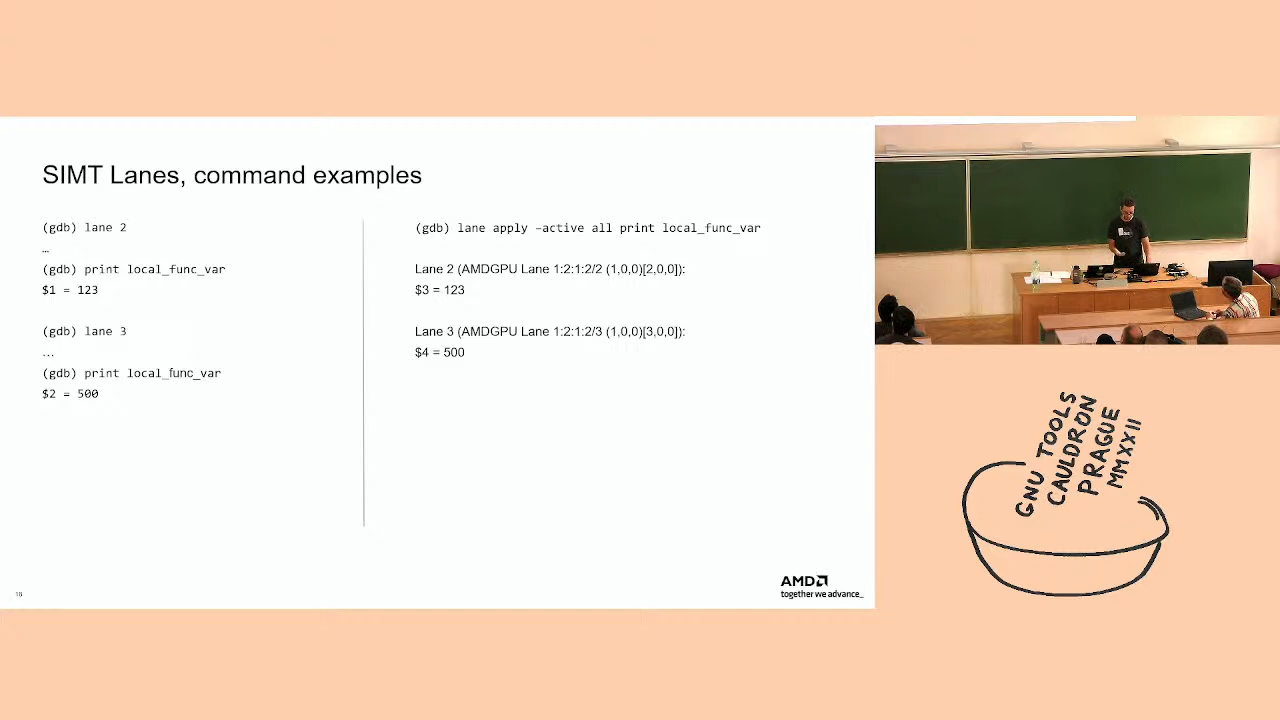 SIMT Lanes, command examples
(gdb) lane 2
…
(gdb) print local_func_var
$1 = 123
(gdb) lane 3
…
(gdb) print local_func_var
$2 = 500
(gdb) lane apply –active all print local_func_var
Lane 2 (AMDGPU Lane 1:2:1:2/2 (1,0,0)[2,0,0]):
$3 = 123
Lane 3 (AMDGPU Lane 1:2:1:2/3 (1,0,0)[3,0,0]):
$4 = 500
AMD
together we advance_
GNU TOOLS
CAULDRON
PRAGUE
MMXXII